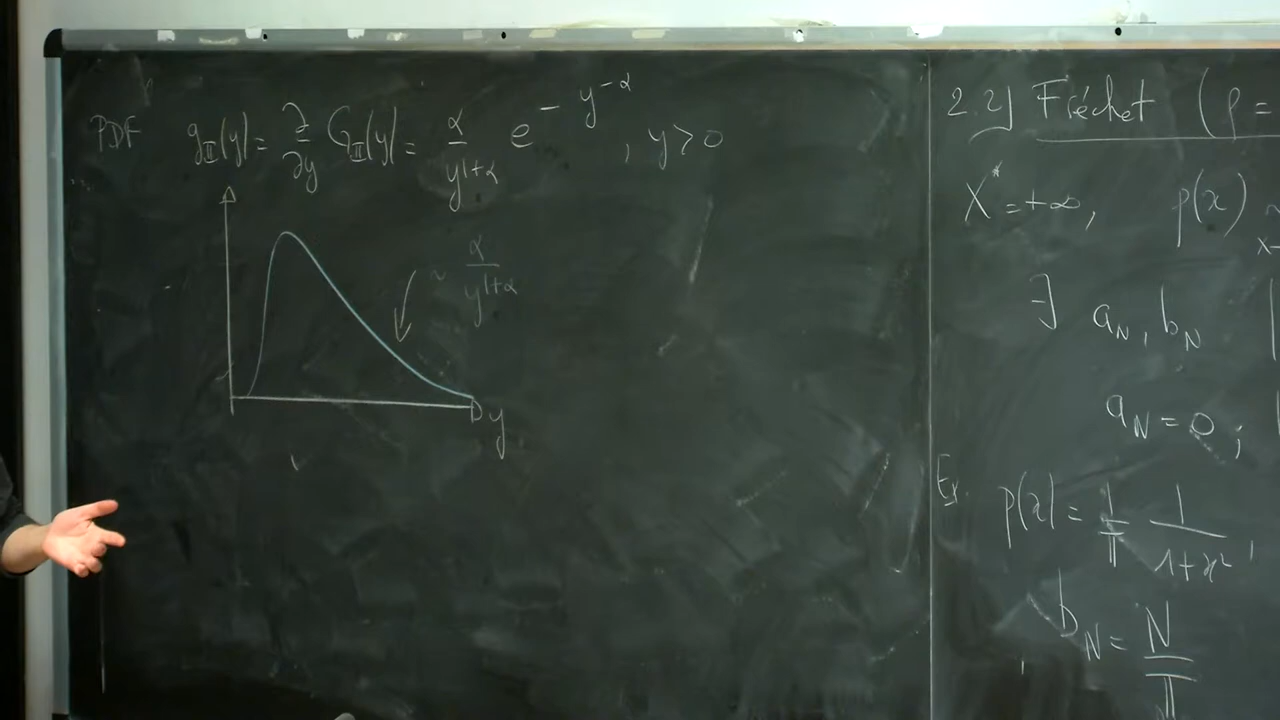 PDF g_II(y) = ∂/∂y G_II(y) = α/y^{1+α} e^{-y^{-α}}, y > 0
~ α/y^{1+α}
y
2.2) Fréchet (ρ =
X* = +∞, p(x) ~ x→
∃ a_N, b_N
a_N = 0;
Ex. p(x) = 1/π 1/(1+x²),
b_N = N/π